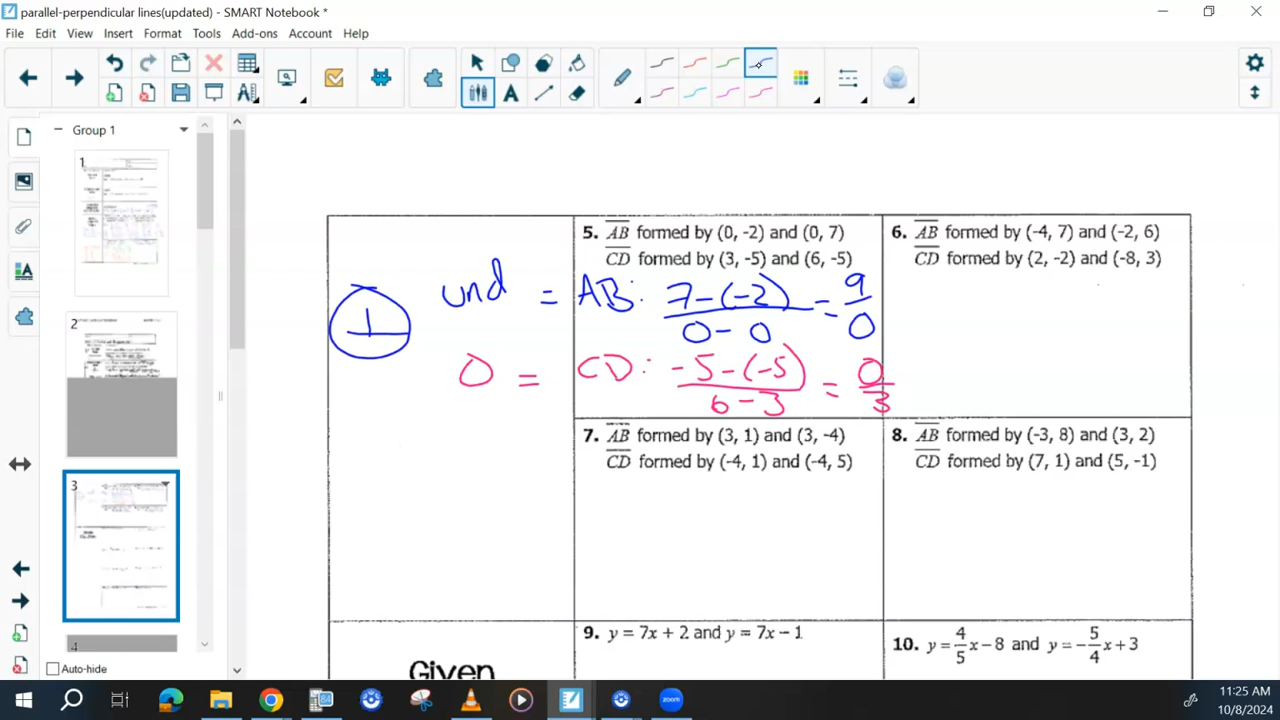 parallel-perpendicular lines(updated) - SMART Notebook *
File Edit View Insert Format Tools Add-ons Account Help
Group 1
1
2
3
4
Auto-hide
5. AB formed by (0, -2) and (0, 7)
CD formed by (3, -5) and (6, -5)
und = AB: 7-(-2)/0-0 = 9/0
0 = CD: -5-(-5)/6-3 = 0/3
⊥
6. AB formed by (-4, 7) and (-2, 6)
CD formed by (2, -2) and (-8, 3)
7. AB formed by (3, 1) and (3, -4)
CD formed by (-4, 1) and (-4, 5)
8. AB formed by (-3, 8) and (3, 2)
CD formed by (7, 1) and (5, -1)
Given
9. y = 7x + 2 and y = 7x − 1
10. y = 4/5 x − 8 and y = −5/4 x + 3
zoom
11:25 AM
10/8/2024